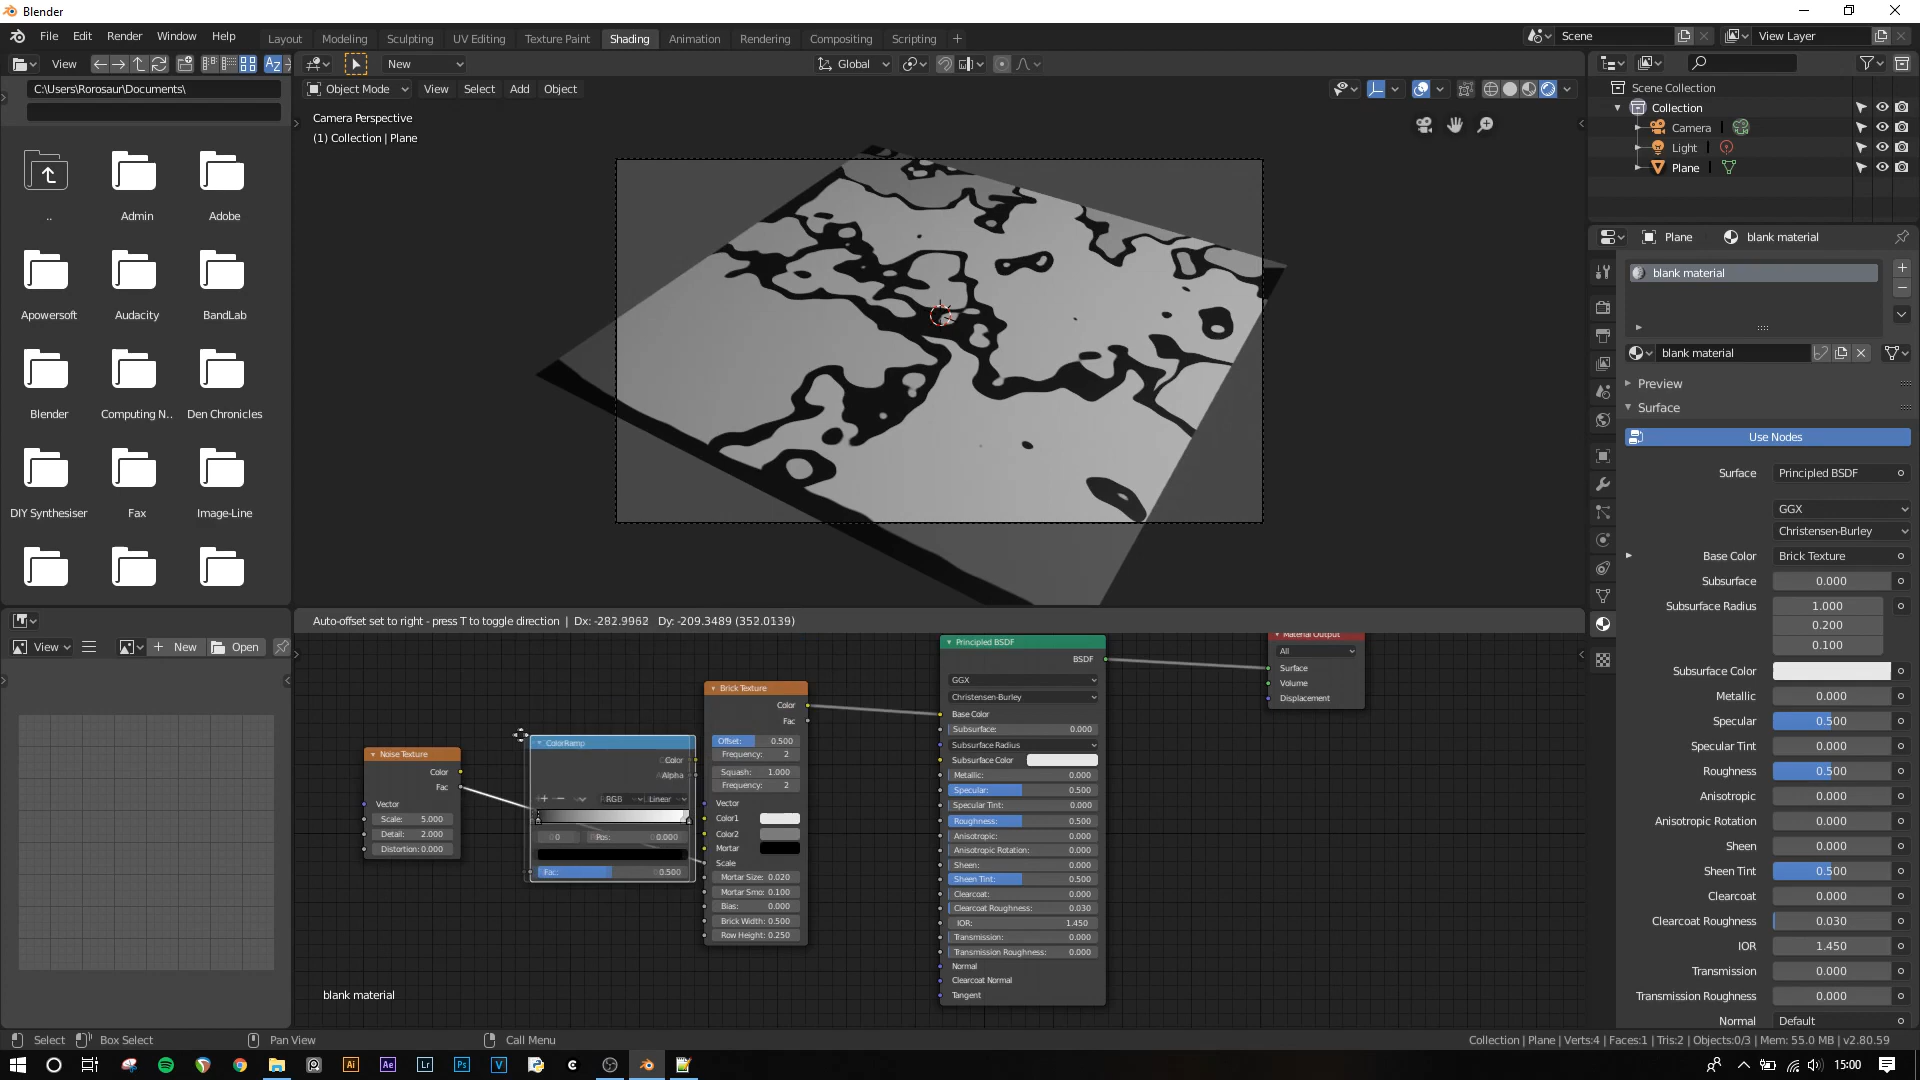 Blender
File Edit Render Window Help
Layout Modeling Sculpting UV Editing Texture Paint Shading Animation Rendering Compositing Scripting
Scene
View Layer
View
New
Global
C:\Users\Rorosaur\Documents\
Object Mode View Select Add Object
Camera Perspective
(1) Collection | Plane
.. Admin Adobe
Apowersoft Audacity BandLab
Blender Computing N.. Den Chronicles
DIY Synthesiser Fax Image-Line
Scene Collection
Collection
Camera
Light
Plane
Plane blank material
blank material
blank material
Preview
Surface
Use Nodes
Surface Principled BSDF
GGX
Christensen-Burley
Base Color Brick Texture
Subsurface 0.000
Subsurface Radius 1.000
0.200
0.100
Subsurface Color
Metallic 0.000
Specular 0.500
Specular Tint 0.000
Roughness 0.500
Anisotropic 0.000
Anisotropic Rotation 0.000
Sheen 0.000
Sheen Tint 0.500
Clearcoat 0.000
Clearcoat Roughness 0.030
IOR 1.450
Transmission 0.000
Transmission Roughness 0.000
Normal Default
View New Open
Auto-offset set to right - press T to toggle direction | Dx: -282.9962 Dy: -209.3489 (352.0139)
Noise Texture
Color
Fac
Vector
Scale: 5.000
Detail: 2.000
Distortion: 0.000
ColorRamp
Color
Alpha
RGB Linear
0 Pos: 0.000
Fac: 0.500
Brick Texture
Color
Fac
Offset: 0.500
Frequency: 2
Squash: 1.000
Frequency: 2
Vector
Color1
Color2
Mortar
Scale
Mortar Size: 0.020
Mortar Smo: 0.100
Bias: 0.000
Brick Width: 0.500
Row Height: 0.250
Principled BSDF
BSDF
GGX
Christensen-Burley
Base Color
Subsurface: 0.000
Subsurface Radius
Subsurface Color
Metallic: 0.000
Specular: 0.500
Specular Tint: 0.000
Roughness: 0.500
Anisotropic: 0.000
Anisotropic Rotation: 0.000
Sheen: 0.000
Sheen Tint: 0.500
Clearcoat: 0.000
Clearcoat Roughness: 0.030
IOR: 1.450
Transmission: 0.000
Transmission Roughness: 0.000
Normal
Clearcoat Normal
Tangent
Material Output
All
Surface
Volume
Displacement
blank material
Select Box Select Pan View Call Menu
Collection | Plane | Verts:4 | Faces:1 | Tris:2 | Objects:0/3 | Mem: 55.0 MB | v2.80.59
Ai Ae Lr Ps V
15:00